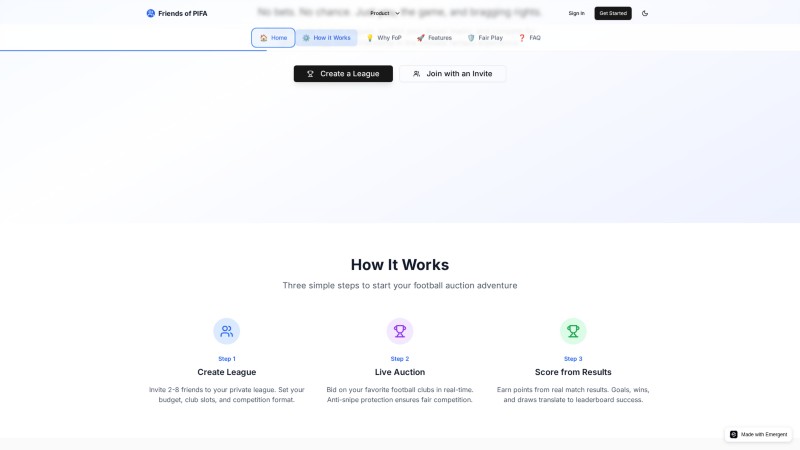 Friends of PIFA
No bets. No chance. Just the game, and bragging rights.
Product
Sign In
Get Started
Home
How it Works
Why FoP
Features
Fair Play
FAQ
Create a League
Join with an Invite
How It Works
Three simple steps to start your football auction adventure
Step 1
Create League
Invite 2-8 friends to your private league. Set your
budget, club slots, and competition format.
Step 2
Live Auction
Bid on your favorite football clubs in real-time.
Anti-snipe protection ensures fair competition.
Step 3
Score from Results
Earn points from real match results. Goals, wins,
and draws translate to leaderboard success.
Made with Emergent